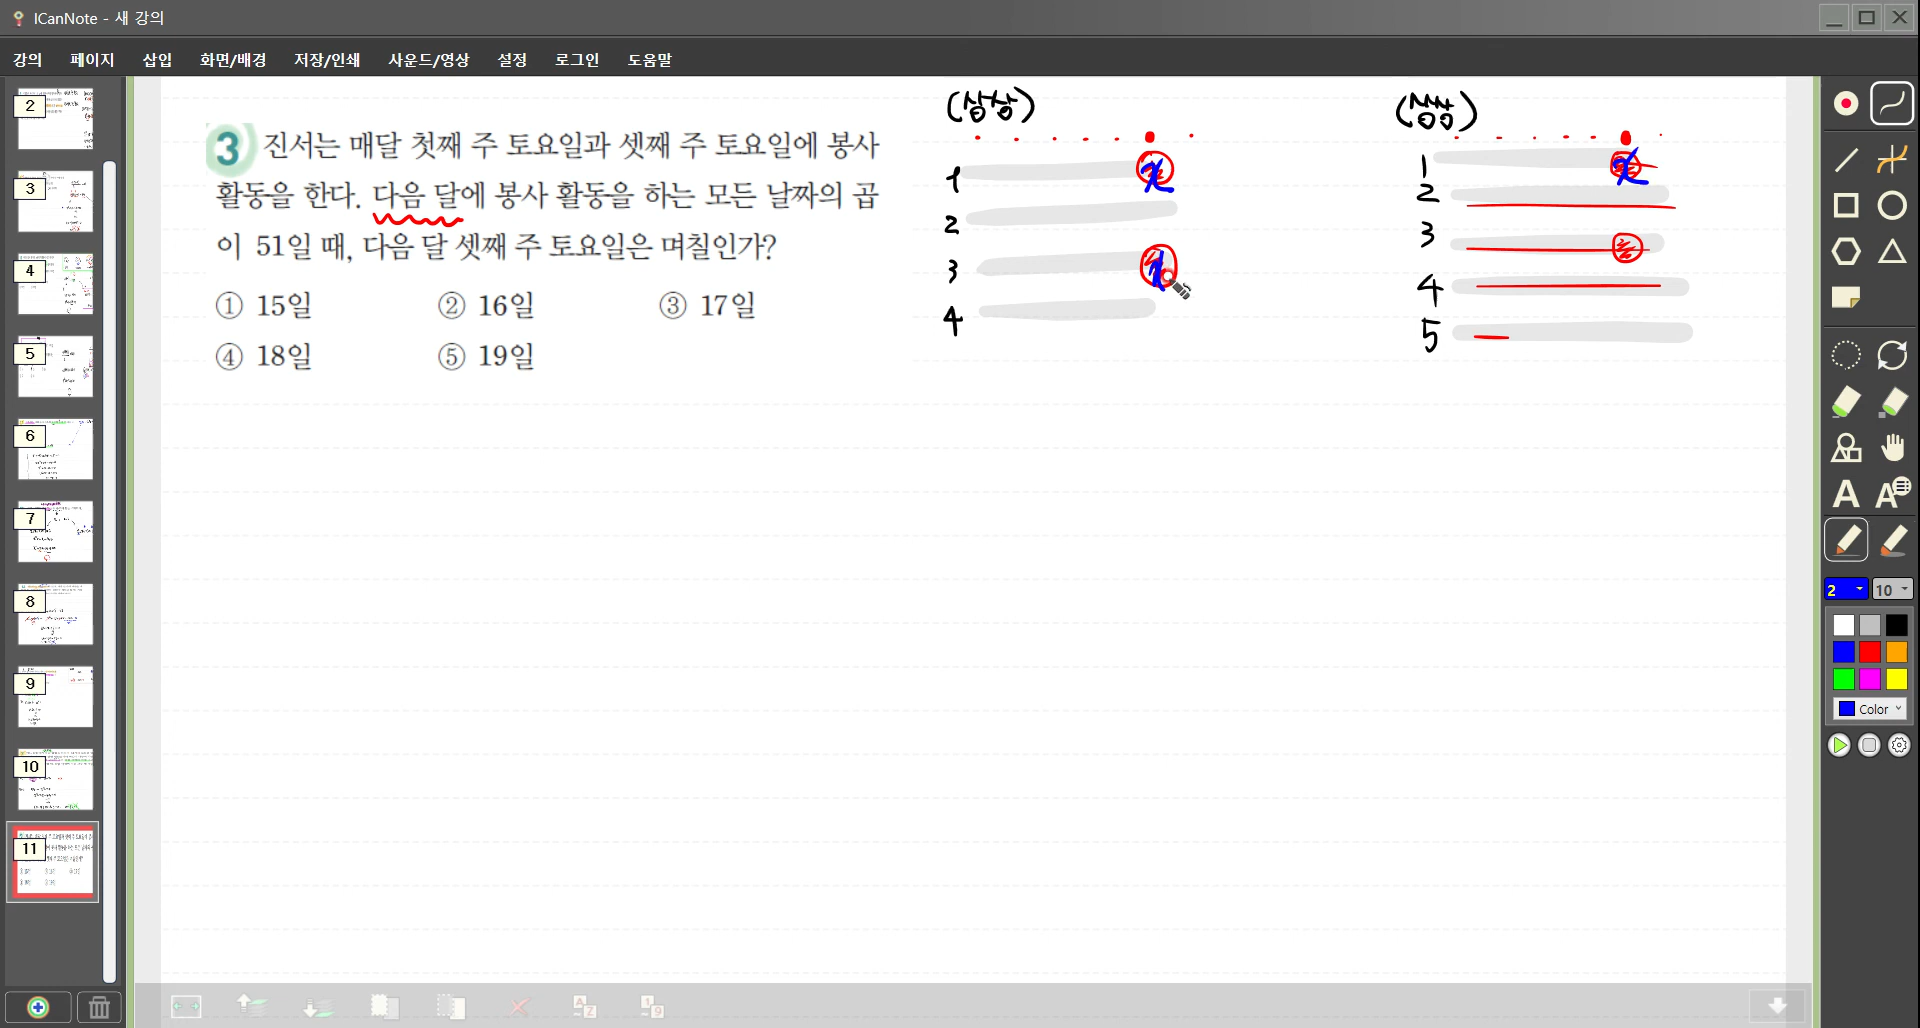 ICanNote - 새 강의
강의 페이지 삽입 화면/배경 저장/인쇄 사운드/영상 설정 로그인 도움말
2
3
4
5
6
7
8
9
10
11
3 진서는 매달 첫째 주 토요일과 셋째 주 토요일에 봉사
활동을 한다. 다음 달에 봉사 활동을 하는 모든 날짜의 곱
이 51일 때, 다음 달 셋째 주 토요일은 며칠인가?
① 15일 ② 16일 ③ 17일
④ 18일 ⑤ 19일
(상상)
1 x
2
3
4
1 x
2
3
4
5
A A
2 10
Color